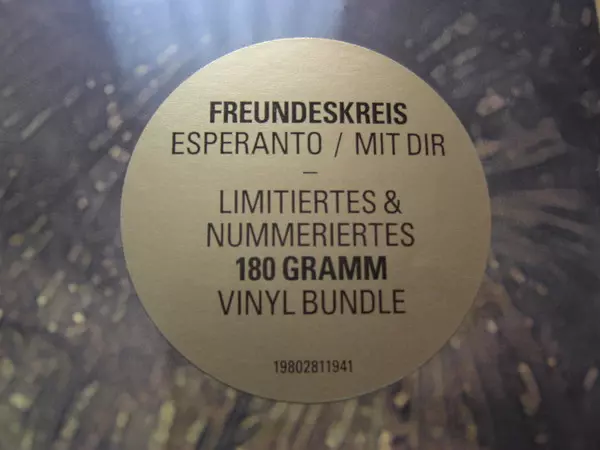 FREUNDESKREIS
ESPERANTO / MIT DIR
–
LIMITIERTES &
NUMMERIERTES
180 GRAMM
VINYL BUNDLE
19802811941